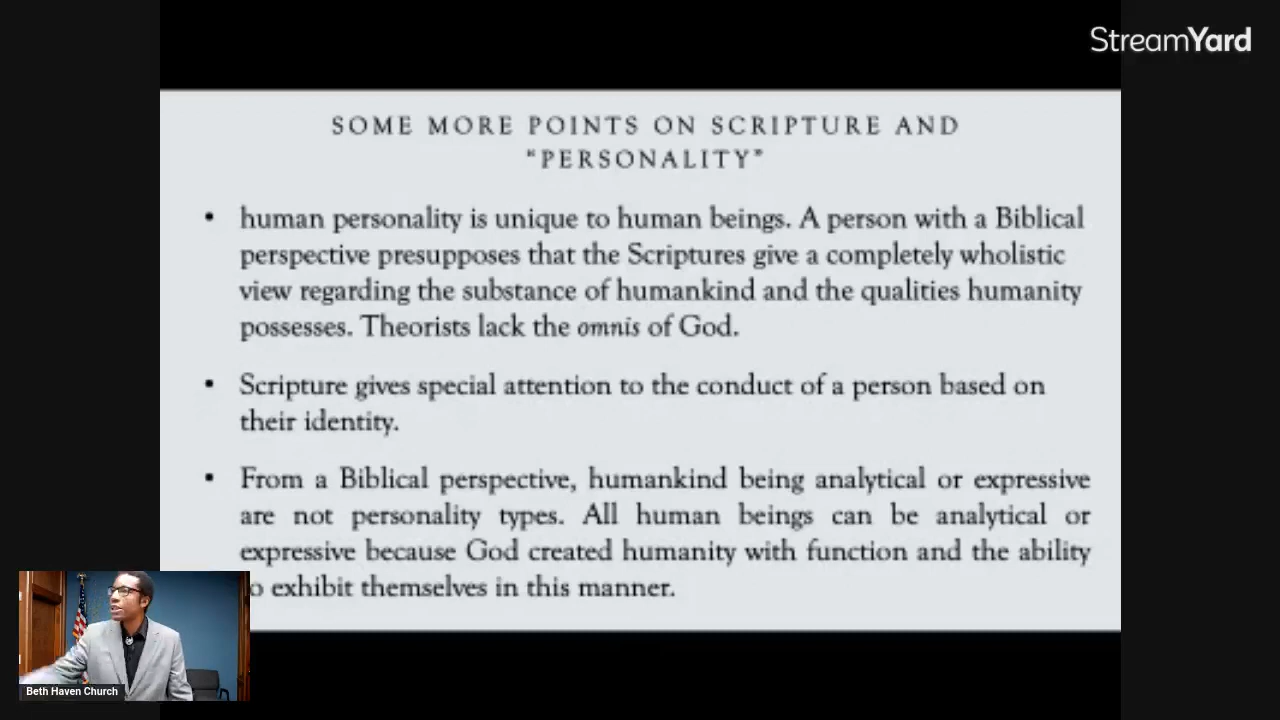 StreamYard
SOME MORE POINTS ON SCRIPTURE AND
“PERSONALITY”
• human personality is unique to human beings. A person with a Biblical
perspective presupposes that the Scriptures give a completely wholistic
view regarding the substance of humankind and the qualities humanity
possesses. Theorists lack the omnis of God.
• Scripture gives special attention to the conduct of a person based on
their identity.
• From a Biblical perspective, humankind being analytical or expressive
are not personality types. All human beings can be analytical or
expressive because God created humanity with function and the ability
o exhibit themselves in this manner.
Beth Haven Church